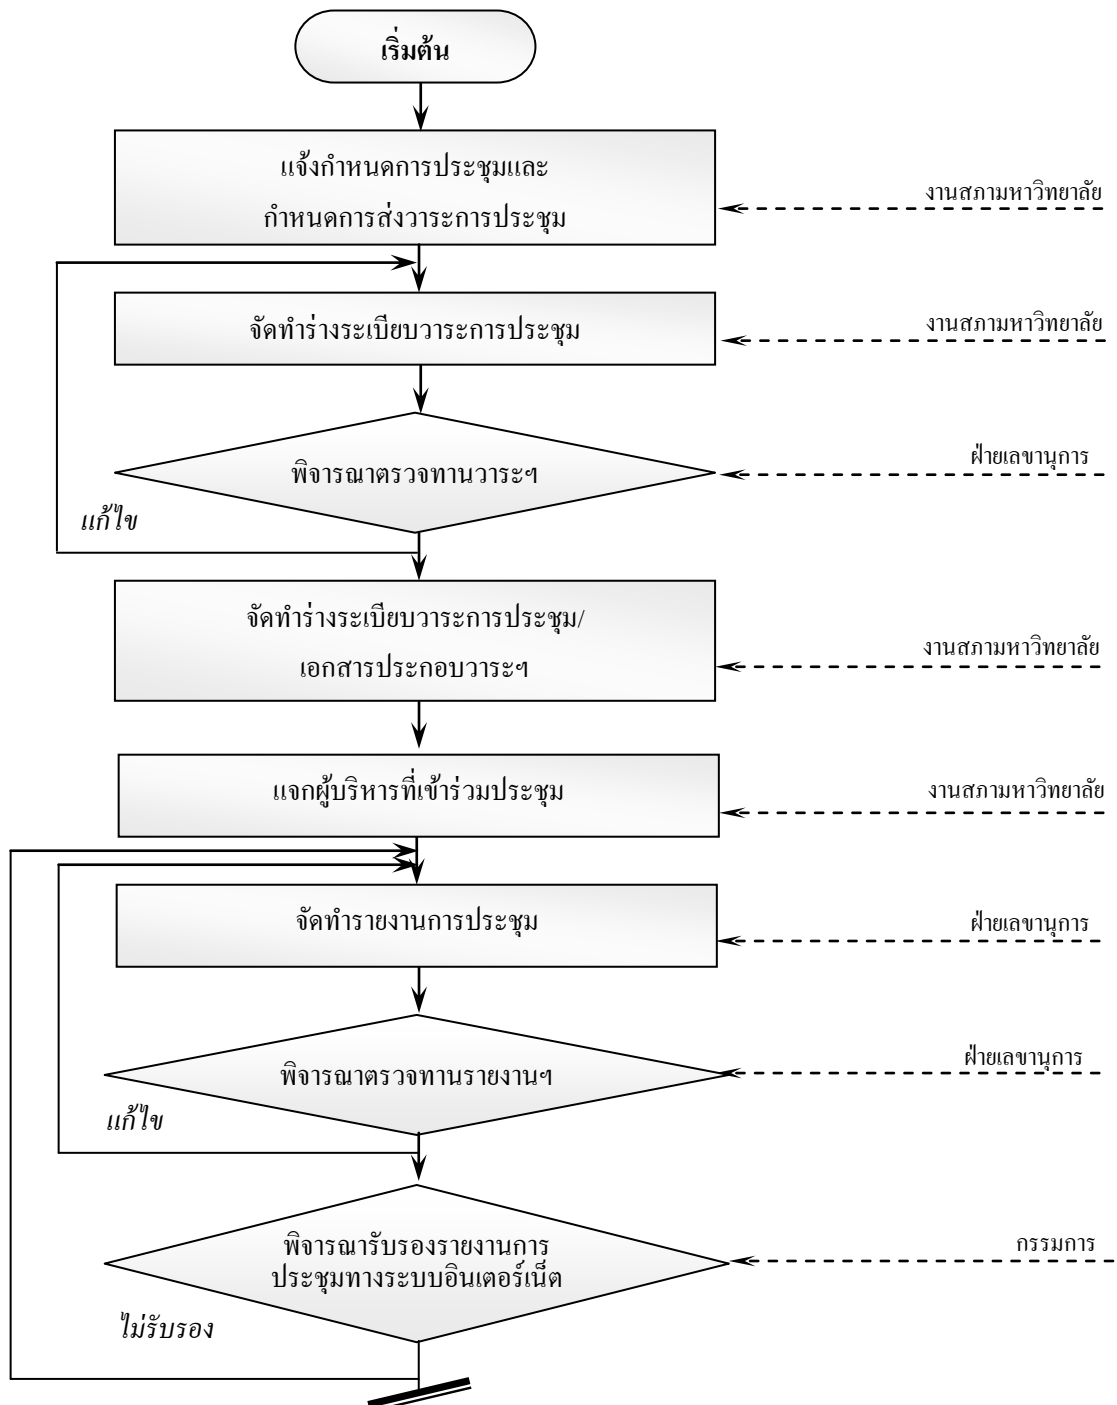 เริ่มต้น
แจ้งกำหนดการประชุมและ
กำหนดการส่งวาระการประชุม
งานสภามหาวิทยาลัย
จัดทำร่างระเบียบวาระการประชุม
งานสภามหาวิทยาลัย
พิจารณาตรวจทานวาระฯ
ฝ่ายเลขานุการ
แก้ไข
จัดทำร่างระเบียบวาระการประชุม/
เอกสารประกอบวาระฯ
งานสภามหาวิทยาลัย
แจกผู้บริหารที่เข้าร่วมประชุม
งานสภามหาวิทยาลัย
จัดทำรายงานการประชุม
ฝ่ายเลขานุการ
พิจารณาตรวจทานรายงานฯ
ฝ่ายเลขานุการ
แก้ไข
พิจารณารับรองรายงานการ
ประชุมทางระบบอินเตอร์เน็ต
กรรมการ
ไม่รับรอง